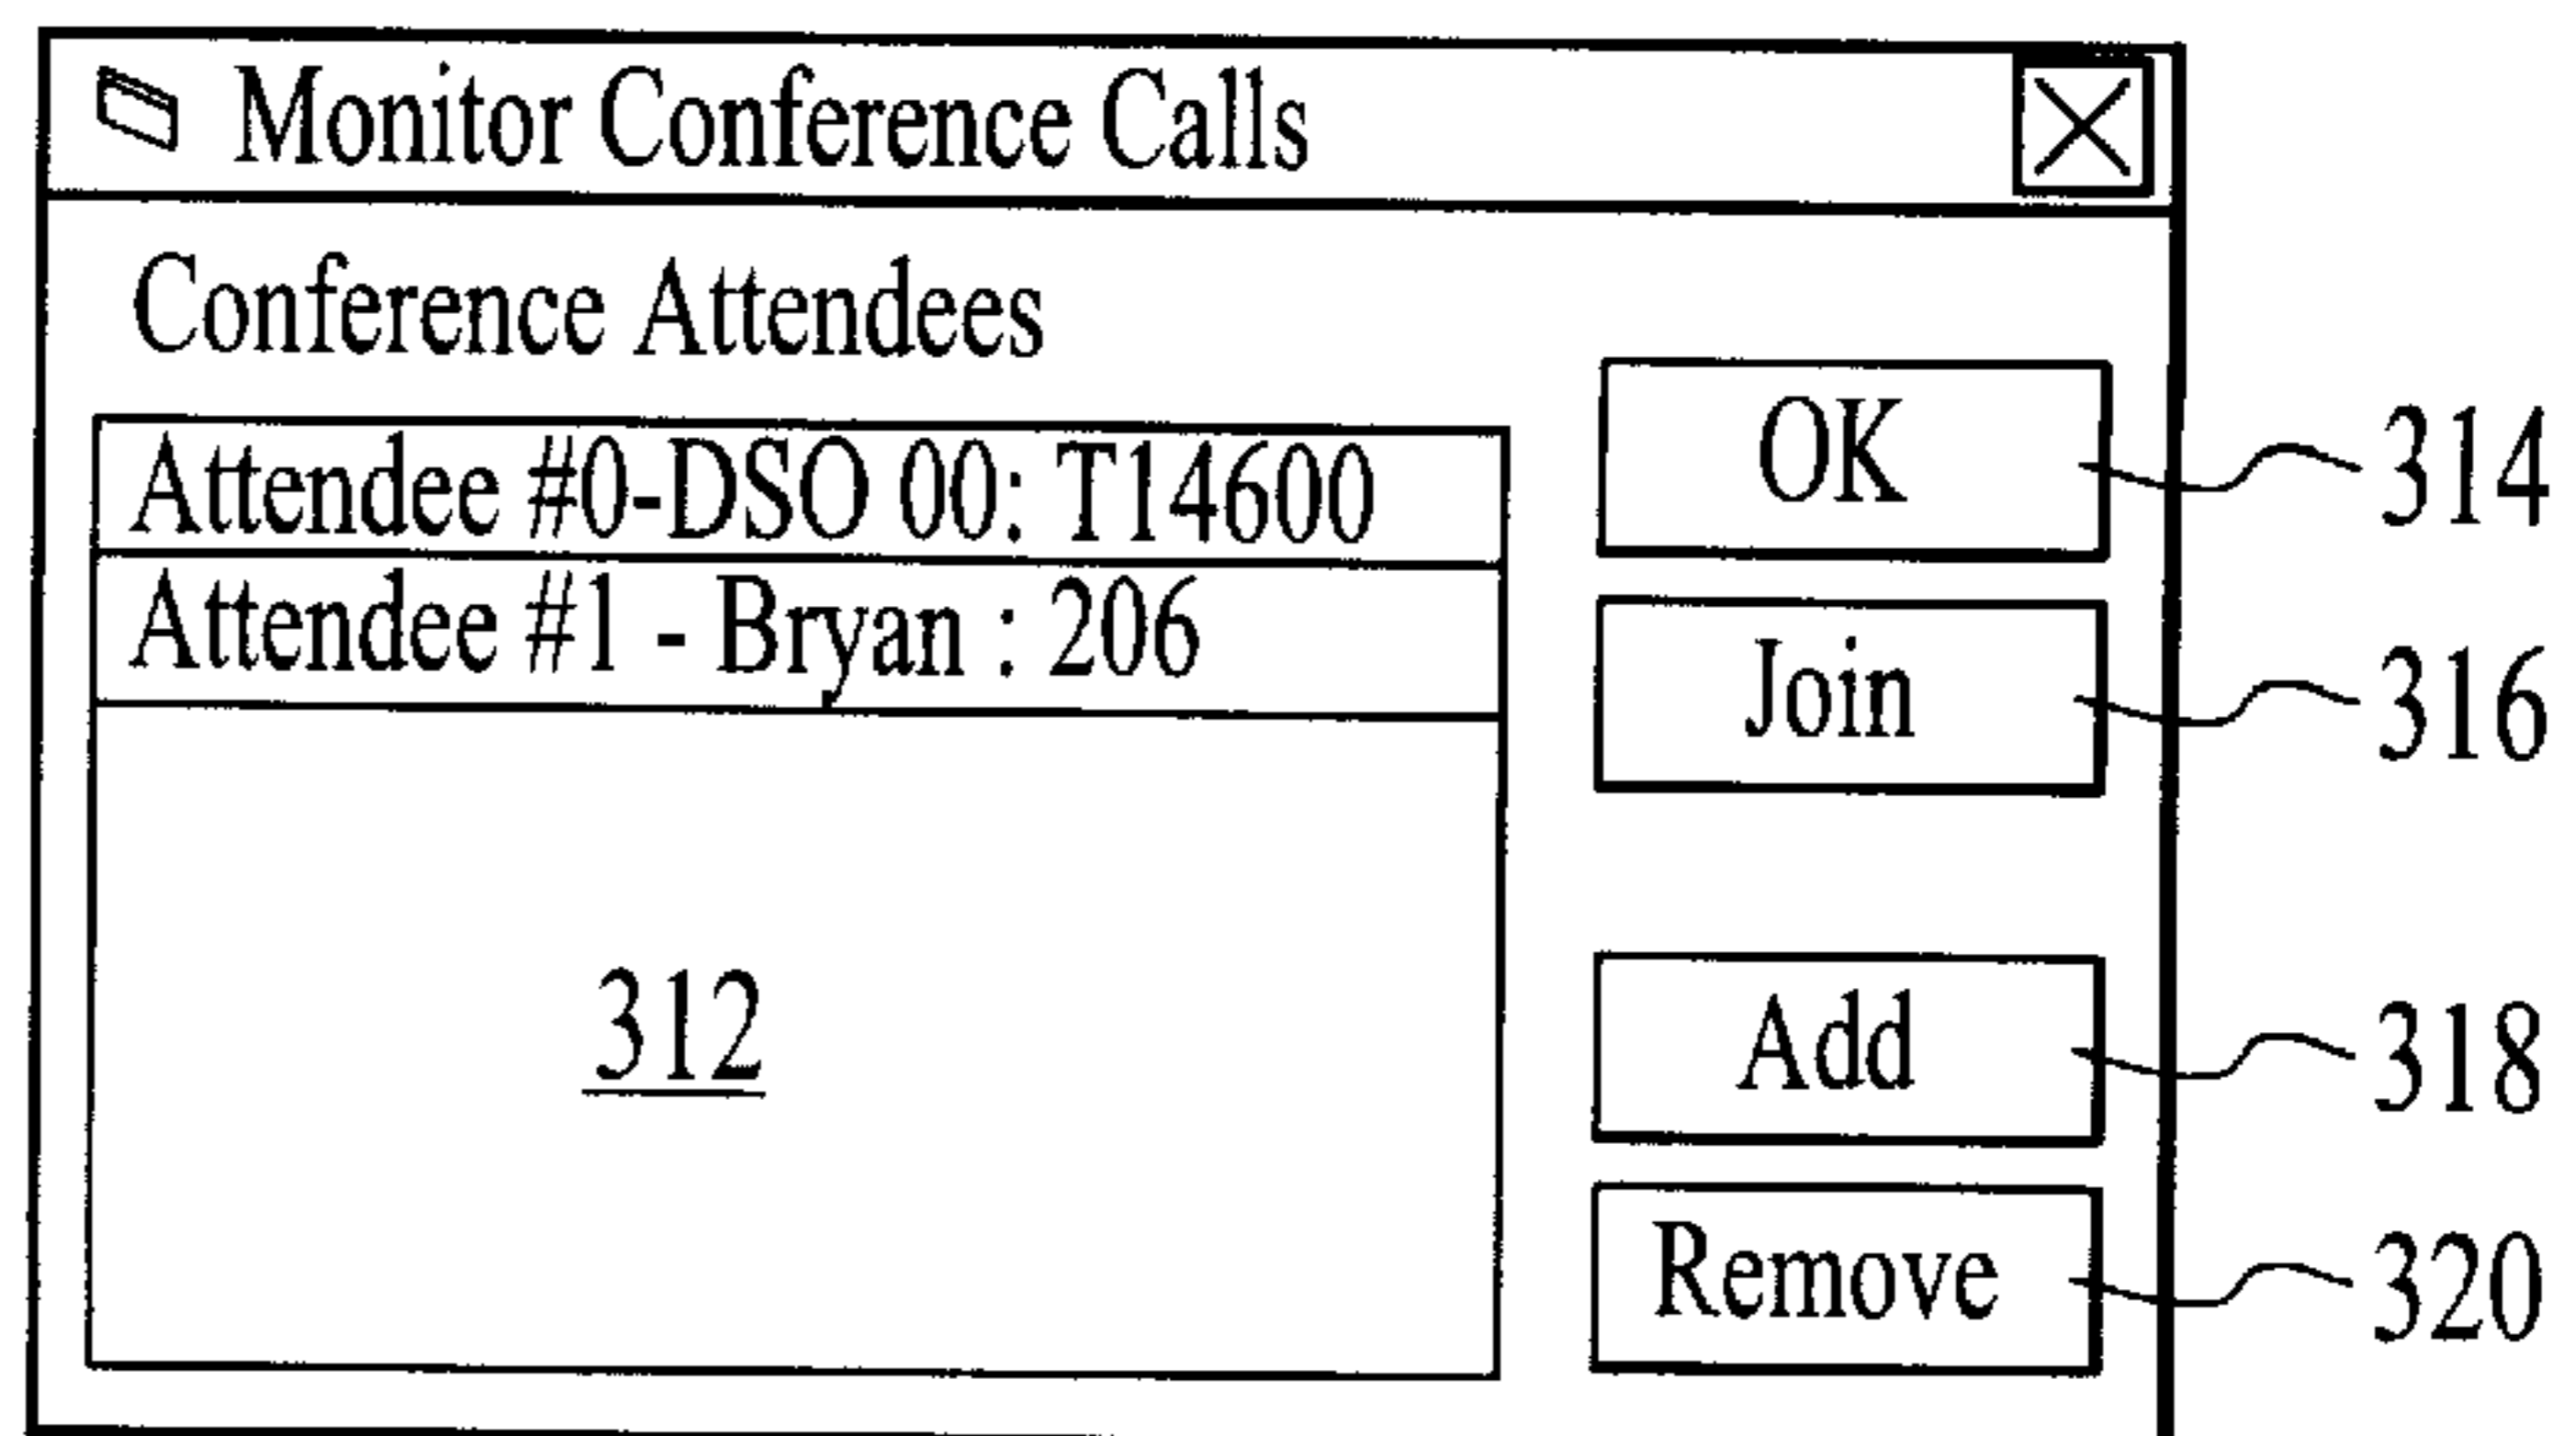 Monitor Conference Calls
Conference Attendees
Attendee #0-DSO 00: T14600
Attendee #1 - Bryan : 206
312
OK
314
Join
316
Add
318
Remove
320